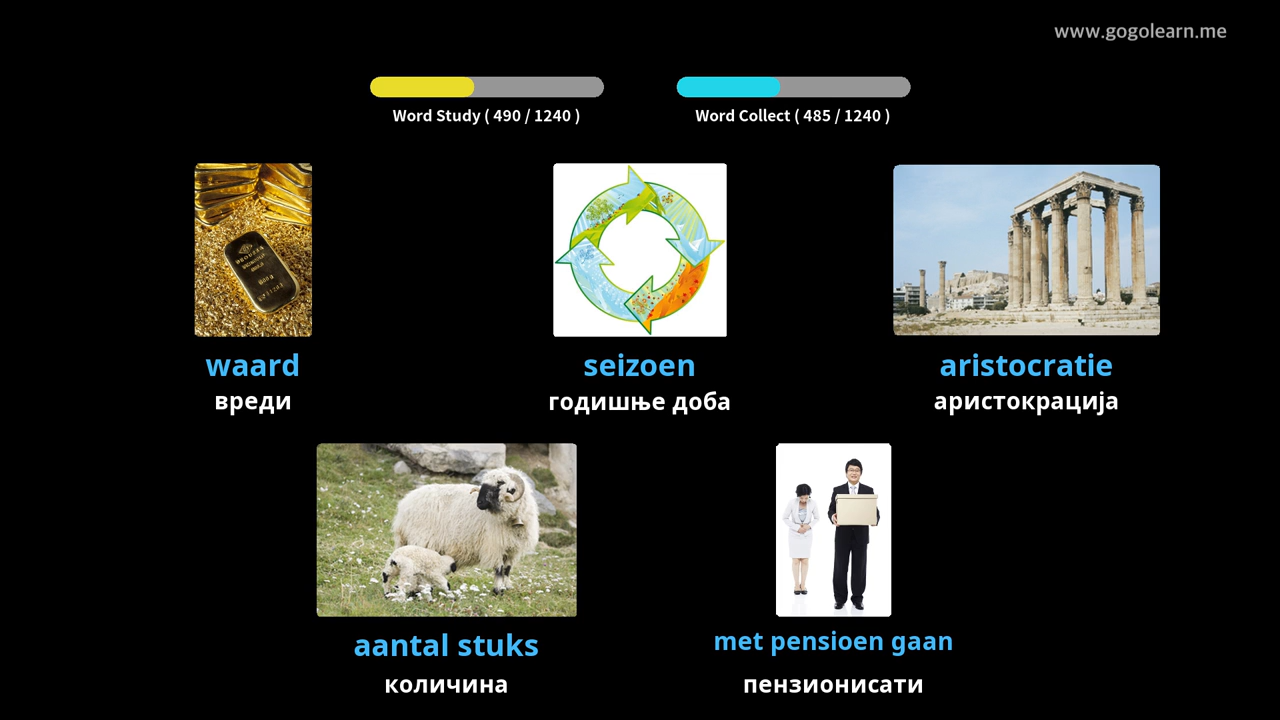 www.gogolearn.me
Word Study ( 490 / 1240 )
Word Collect ( 485 / 1240 )
waard
вреди
seizoen
годишње доба
aristocratie
аристократија
aantal stuks
количина
met pensioen gaan
пензионисати